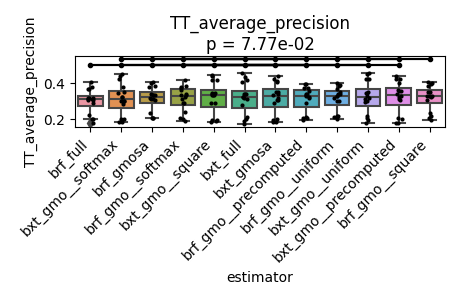 TT_average_precision
p = 7.77e-02
TT_average_precision
0.4
0.2
brf_full
bxt_gmo__softmax
brf_gmosa
brf_gmo__softmax
bxt_gmo__square
bxt_full
bxt_gmosa
brf_gmo__precomputed
brf_gmo__uniform
bxt_gmo__uniform
bxt_gmo__precomputed
brf_gmo__square
estimator